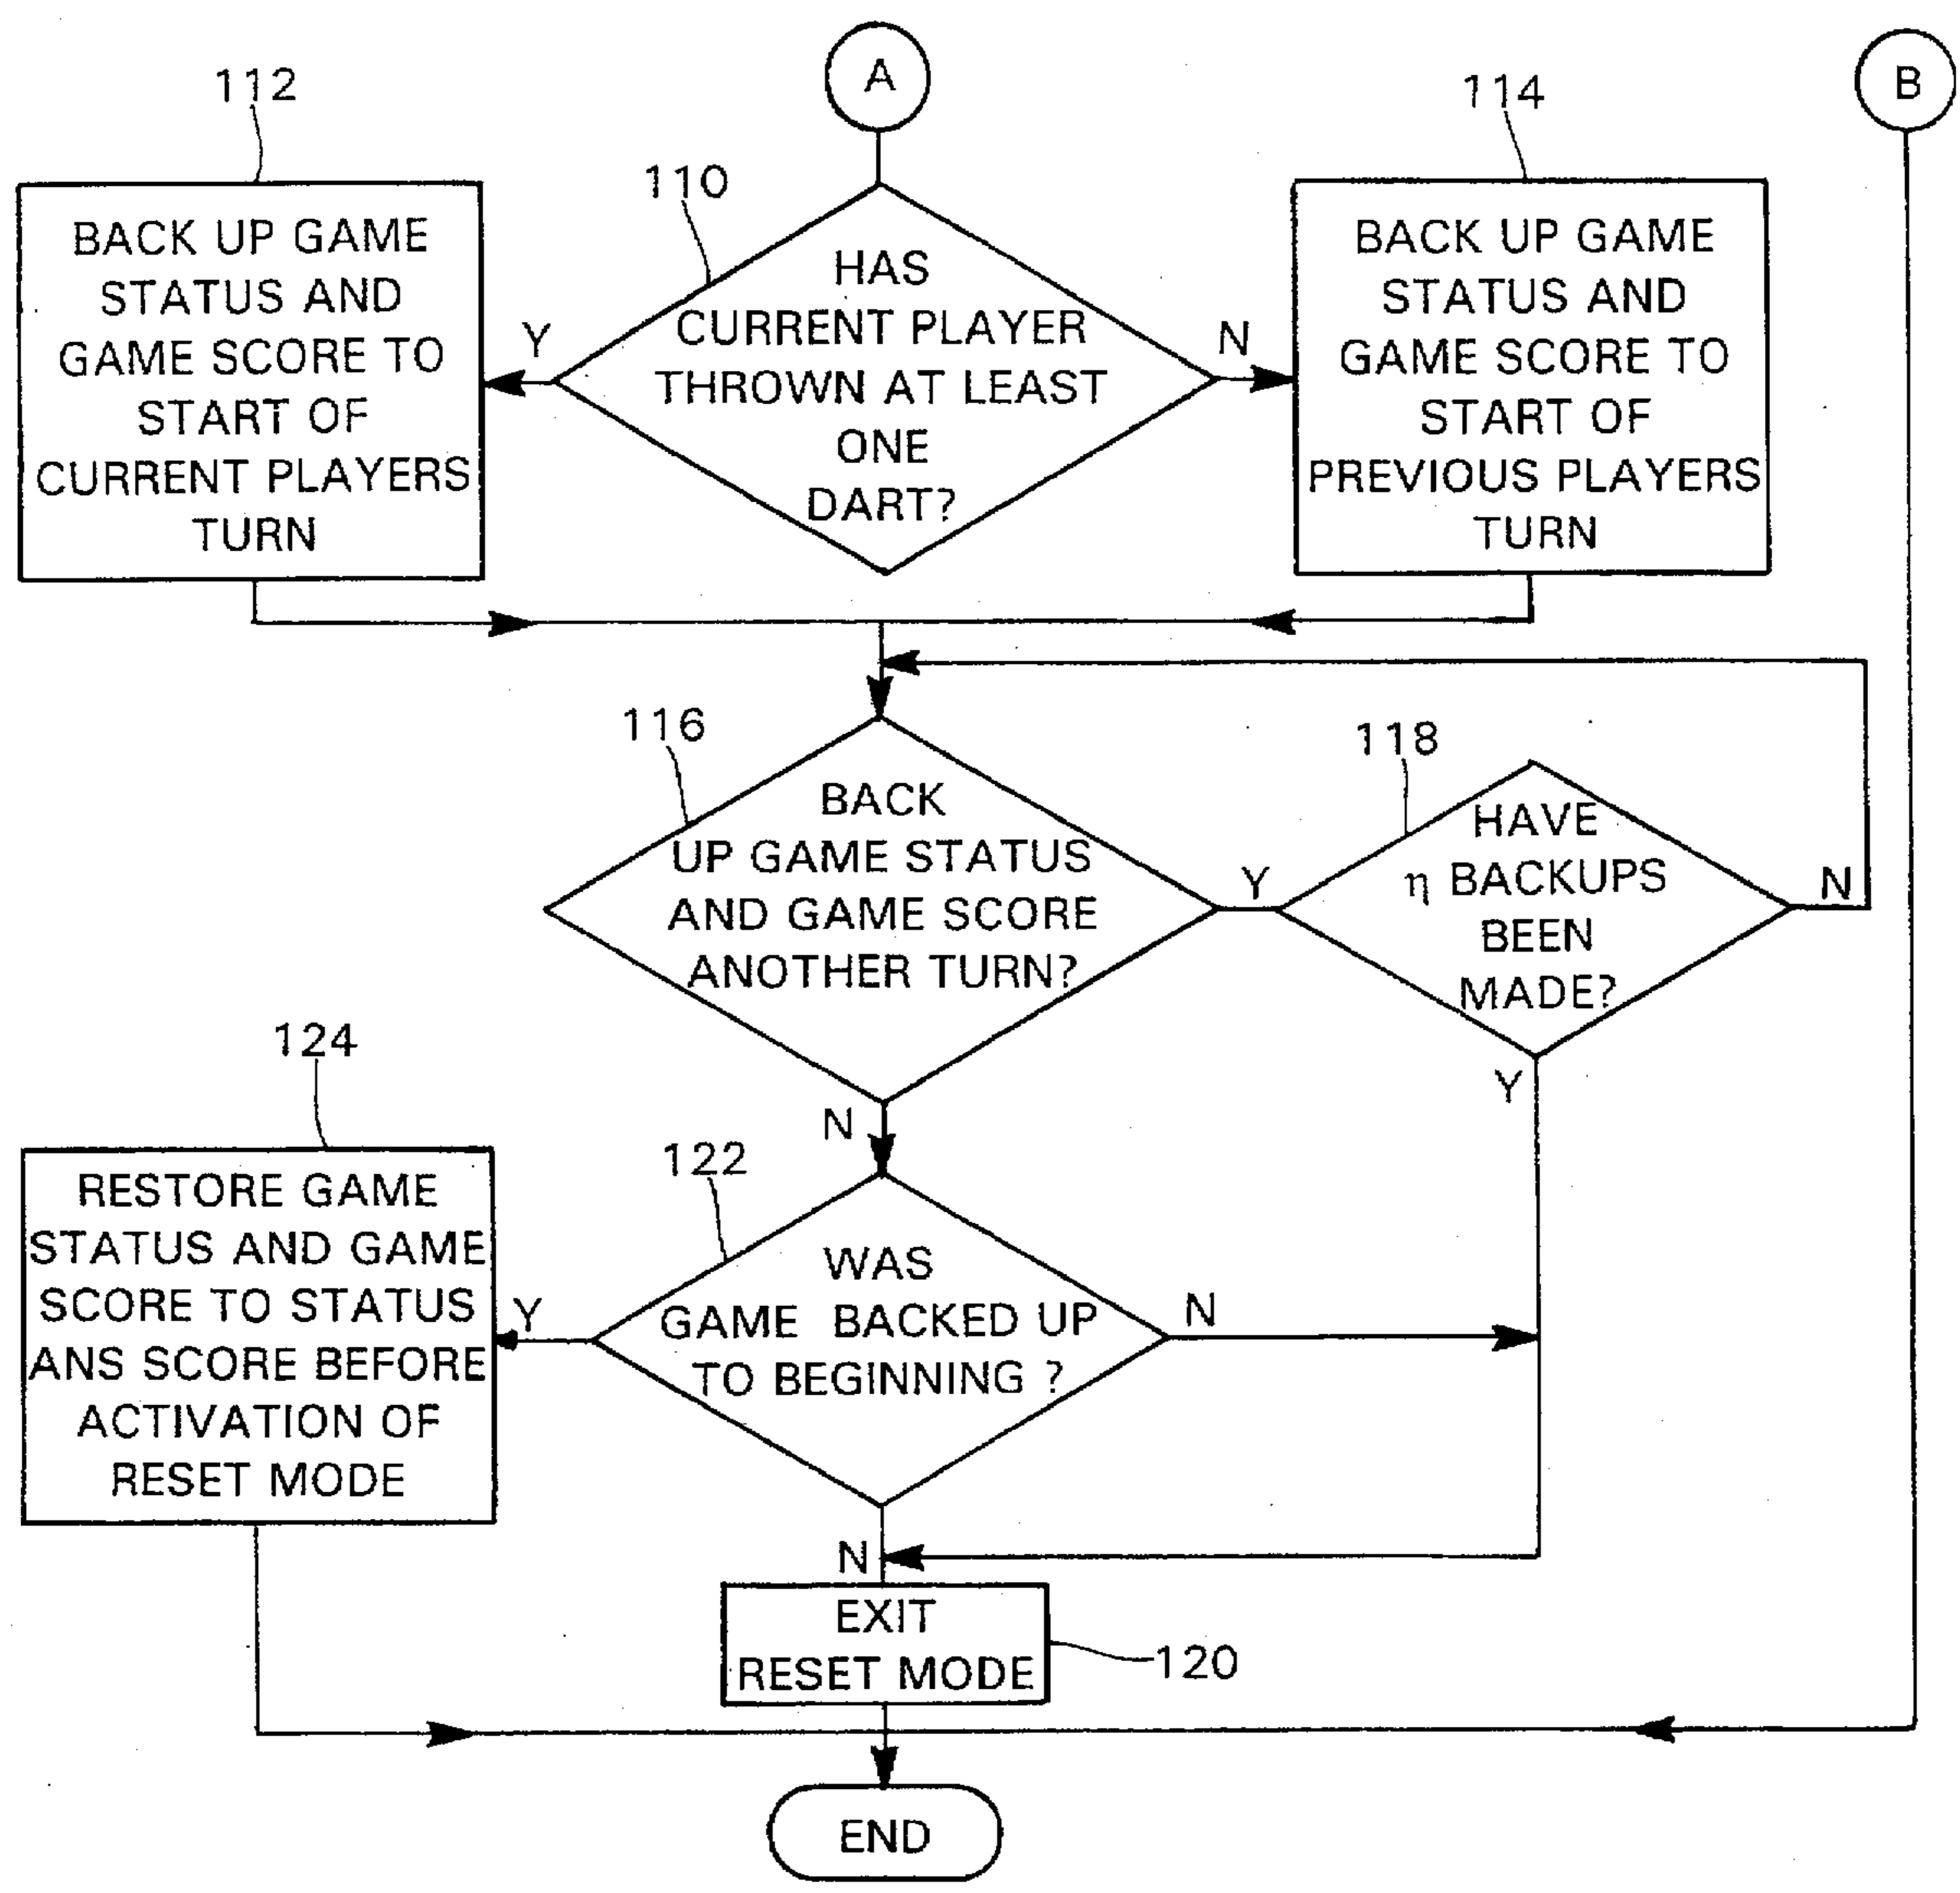 A
B
112
110
114
BACK UP GAME
STATUS AND
GAME SCORE TO
START OF
CURRENT PLAYERS
TURN
Y
HAS
CURRENT PLAYER
THROWN AT LEAST
ONE
DART?
N
BACK UP GAME
STATUS AND
GAME SCORE TO
START OF
PREVIOUS PLAYERS
TURN
116
BACK
UP GAME STATUS
AND GAME SCORE
ANOTHER TURN?
Y
118
HAVE
η BACKUPS
BEEN
MADE?
N
Y
N
124
RESTORE GAME
STATUS AND GAME
SCORE TO STATUS
ANS SCORE BEFORE
ACTIVATION OF
RESET MODE
Y
122
WAS
GAME BACKED UP
TO BEGINNING ?
N
N
EXIT
RESET MODE
120
END